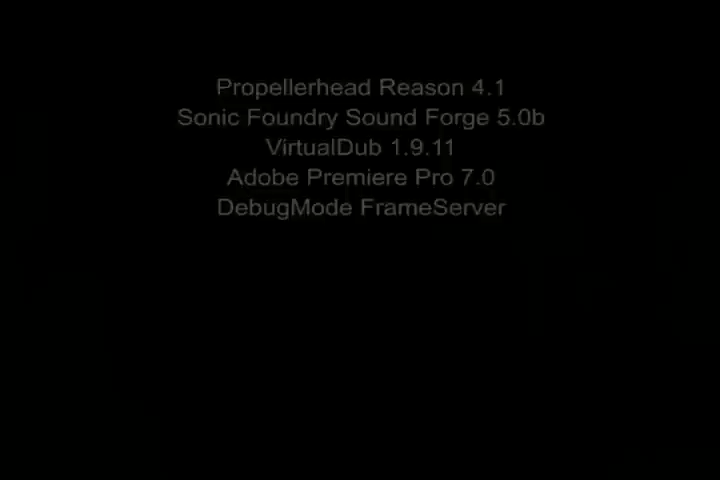 Propellerhead Reason 4.1
Sonic Foundry Sound Forge 5.0b
VirtualDub 1.9.11
Adobe Premiere Pro 7.0
DebugMode FrameServer